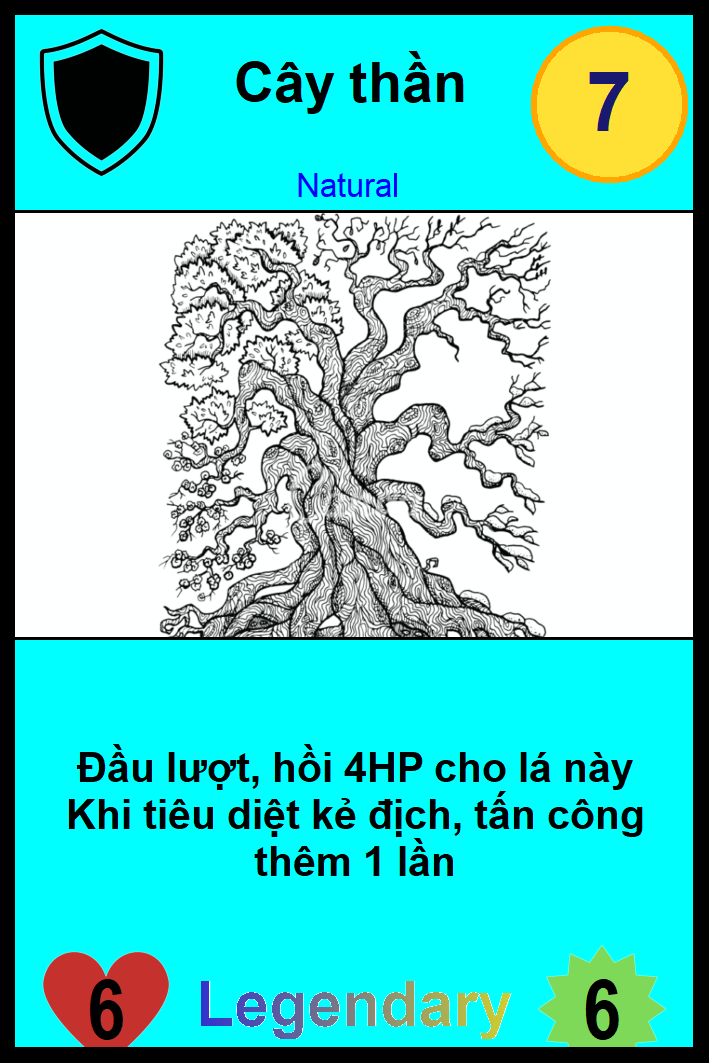 Cây thần
7
Natural
Đầu lượt, hồi 4HP cho lá này
Khi tiêu diệt kẻ địch, tấn công
thêm 1 lần
6
Legendary
6